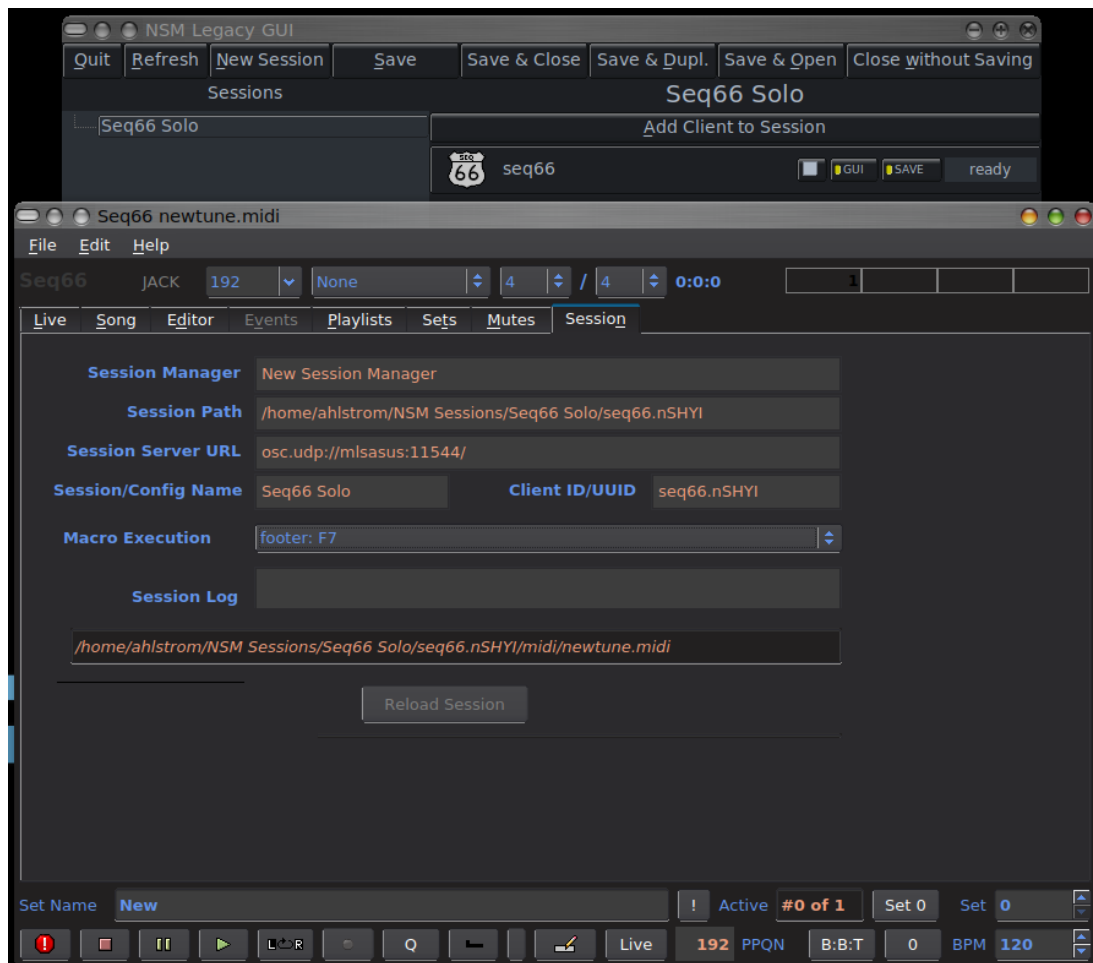 NSM Legacy GUI
Quit Refresh New Session Save Save & Close Save & Dupl. Save & Open Close without Saving
Sessions Seq66 Solo
Seq66 Solo Add Client to Session
SEQ 66 seq66 GUI SAVE ready
Seq66 newtune.midi
File Edit Help
Seq66 JACK 192 None 4 / 4 0:0:0 1
Live Song Editor Events Playlists Sets Mutes Session
Session Manager New Session Manager
Session Path /home/ahlstrom/NSM Sessions/Seq66 Solo/seq66.nSHYI
Session Server URL osc.udp://mlsasus:11544/
Session/Config Name Seq66 Solo Client ID/UUID seq66.nSHYI
Macro Execution footer: F7
Session Log
/home/ahlstrom/NSM Sessions/Seq66 Solo/seq66.nSHYI/midi/newtune.midi
Reload Session
Set Name New ! Active #0 of 1 Set 0 Set 0
! L R Q Live 192 PPQN B:B:T 0 BPM 120